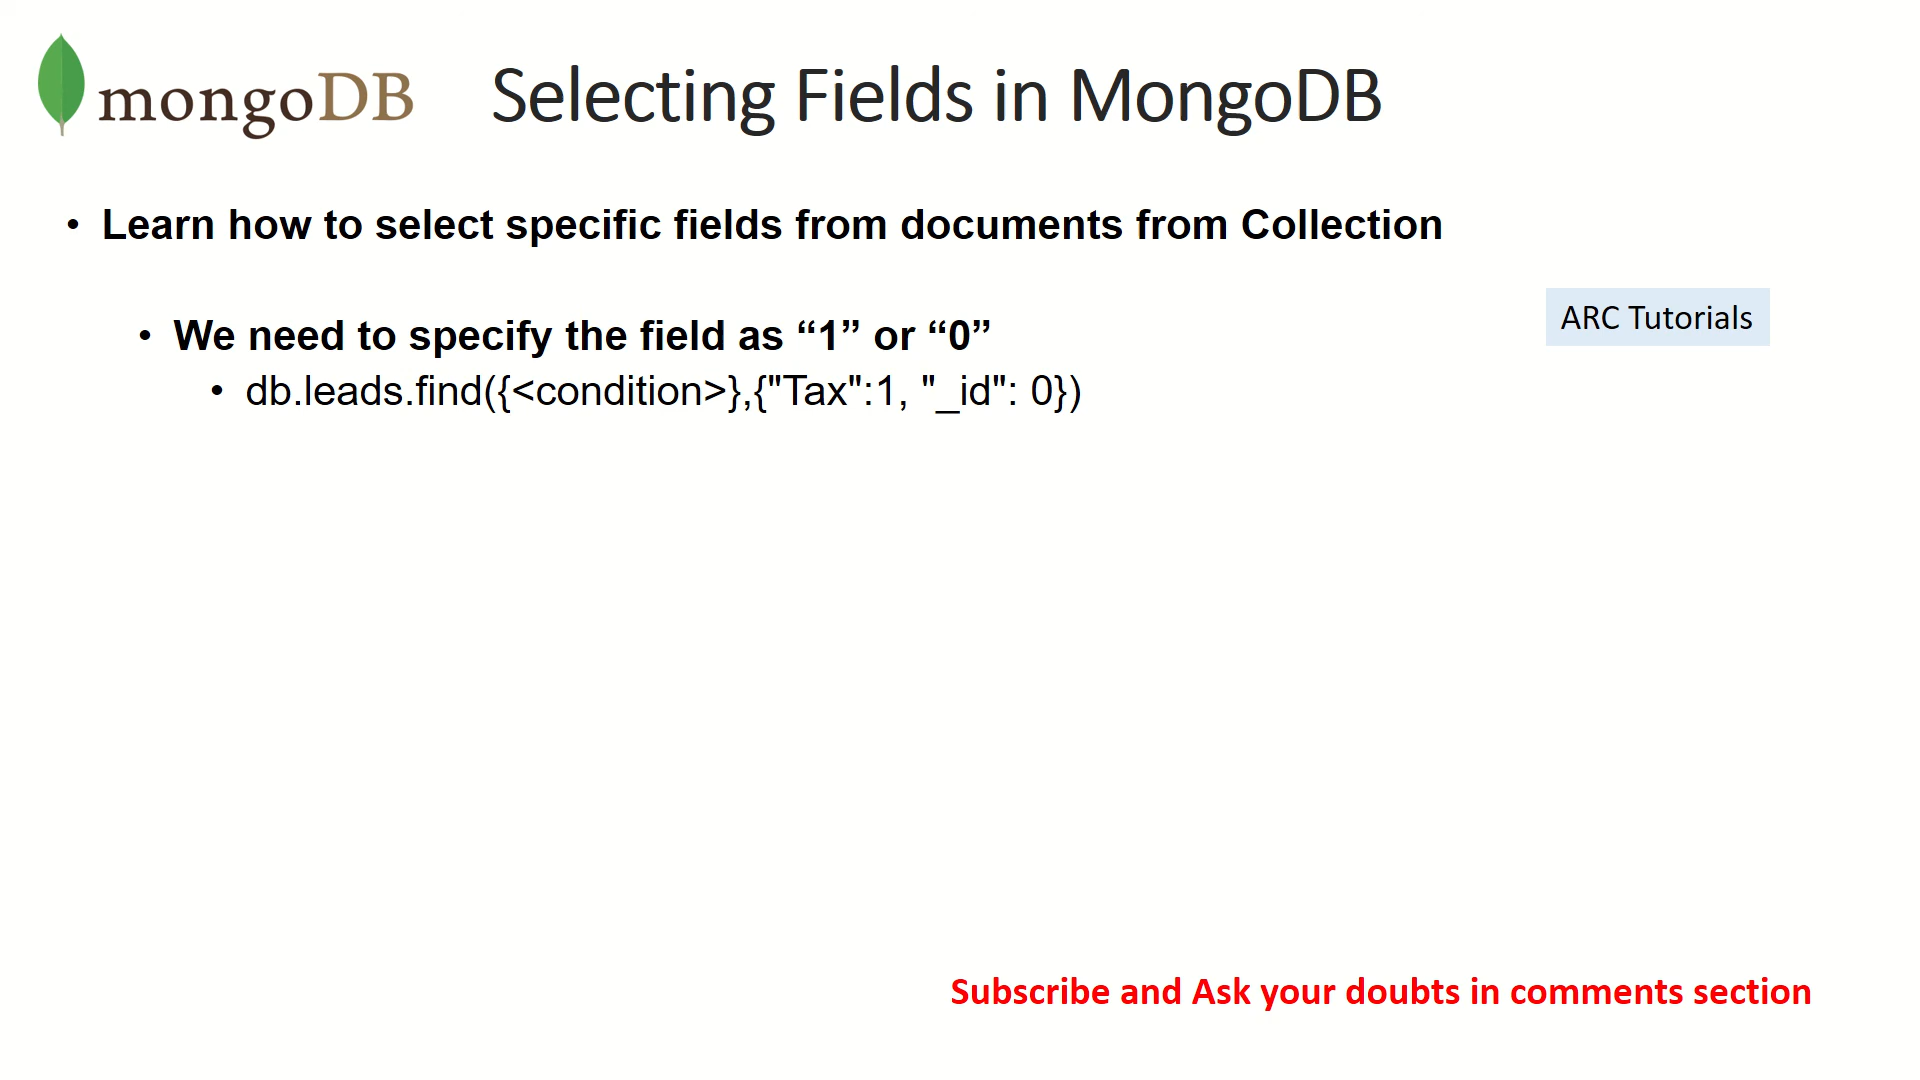 mongoDB
Selecting Fields in MongoDB
• Learn how to select specific fields from documents from Collection
• We need to specify the field as “1” or “0”
ARC Tutorials
• db.leads.find({<condition>},{"Tax":1, "_id": 0})
Subscribe and Ask your doubts in comments section